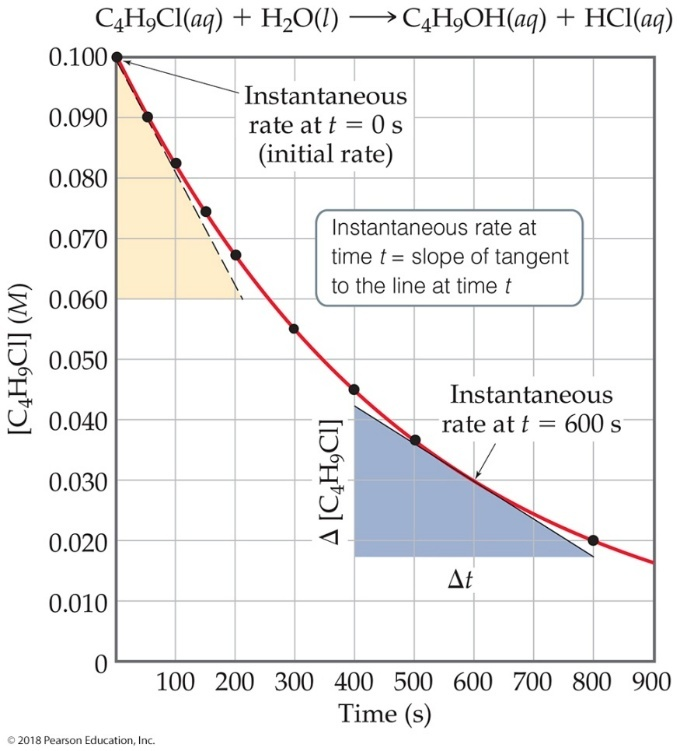 C₄H₉Cl(aq) + H₂O(l) ⟶ C₄H₉OH(aq) + HCl(aq)
0.100
0.090
0.080
0.070
0.060
0.050
0.040
0.030
0.020
0.010
0
[C₄H₉Cl] (M)
Instantaneous
rate at t = 0 s
(initial rate)
Instantaneous rate at
time t = slope of tangent
to the line at time t
Instantaneous
rate at t = 600 s
Δ [C₄H₉Cl]
Δt
100 200 300 400 500 600 700 800 900
Time (s)
© 2018 Pearson Education, Inc.